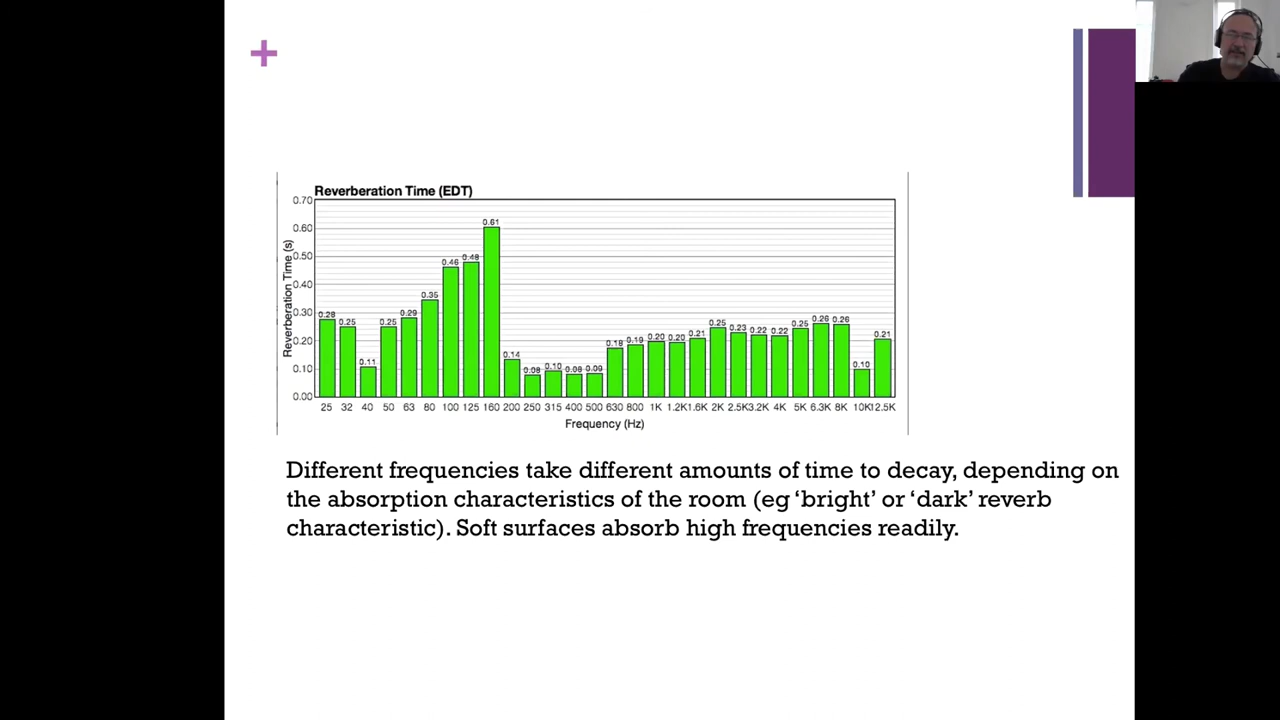 +
Reverberation Time (EDT)
Reverberation Time (s)
0.70
0.60
0.50
0.40
0.30
0.20
0.10
0.00
0.28 0.25 0.11 0.25 0.29 0.35 0.46 0.48 0.61 0.14 0.08 0.10 0.08 0.09 0.18 0.19 0.20 0.20 0.21 0.25 0.23 0.22 0.22 0.25 0.26 0.26 0.10 0.21
25 32 40 50 63 80 100 125 160 200 250 315 400 500 630 800 1K 1.2K 1.6K 2K 2.5K 3.2K 4K 5K 6.3K 8K 10K 12.5K
Frequency (Hz)
Different frequencies take different amounts of time to decay, depending on
the absorption characteristics of the room (eg ‘bright’ or ‘dark’ reverb
characteristic). Soft surfaces absorb high frequencies readily.